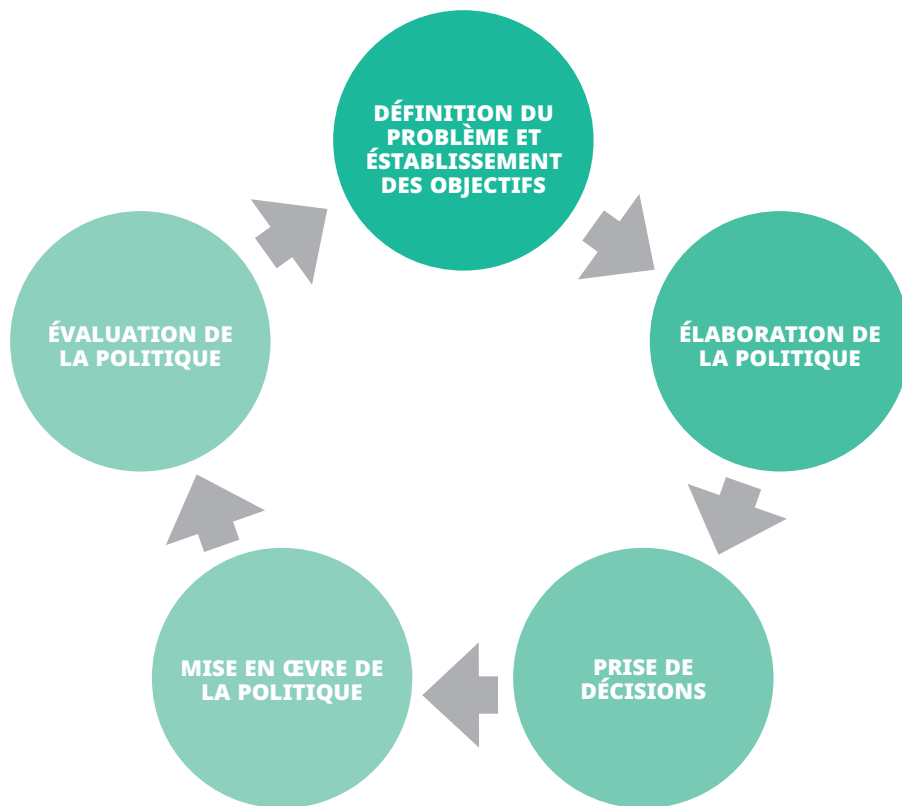 DÉFINITION DU
PROBLÈME ET
ÉSTABLISSEMENT
DES OBJECTIFS
ÉLABORATION DE
LA POLITIQUE
PRISE DE
DÉCISIONS
MISE EN ŒVRE DE
LA POLITIQUE
ÉVALUATION DE
LA POLITIQUE